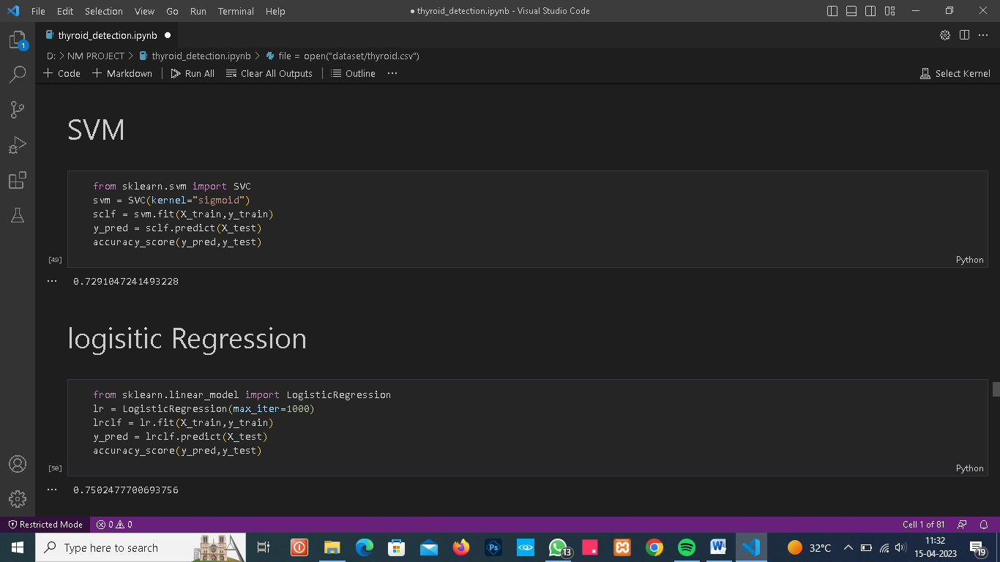 File Edit Selection View Go Run Terminal Help
● thyroid_detection.ipynb - Visual Studio Code
thyroid_detection.ipynb ●
1
D: > NM PROJECT > thyroid_detection.ipynb > file = open("dataset/thyroid.csv")
+ Code + Markdown | Run All Clear All Outputs | Outline ···
Select Kernel
SVM
from sklearn.svm import SVC
svm = SVC(kernel="sigmoid")
sclf = svm.fit(X_train,y_train)
y_pred = sclf.predict(X_test)
accuracy_score(y_pred,y_test)
[49]
Python
··· 0.7291047241493228
logisitic Regression
from sklearn.linear_model import LogisticRegression
lr = LogisticRegression(max_iter=1000)
lrclf = lr.fit(X_train,y_train)
y_pred = lrclf.predict(X_test)
accuracy_score(y_pred,y_test)
[50]
Python
··· 0.7502477700693756
Restricted Mode 0 0
Cell 1 of 81
Type here to search
Ps
13
W
32°C
11:32
15-04-2023
19